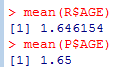 > mean(R$AGE)
[1] 1.646154
> mean(P$AGE)
[1] 1.65